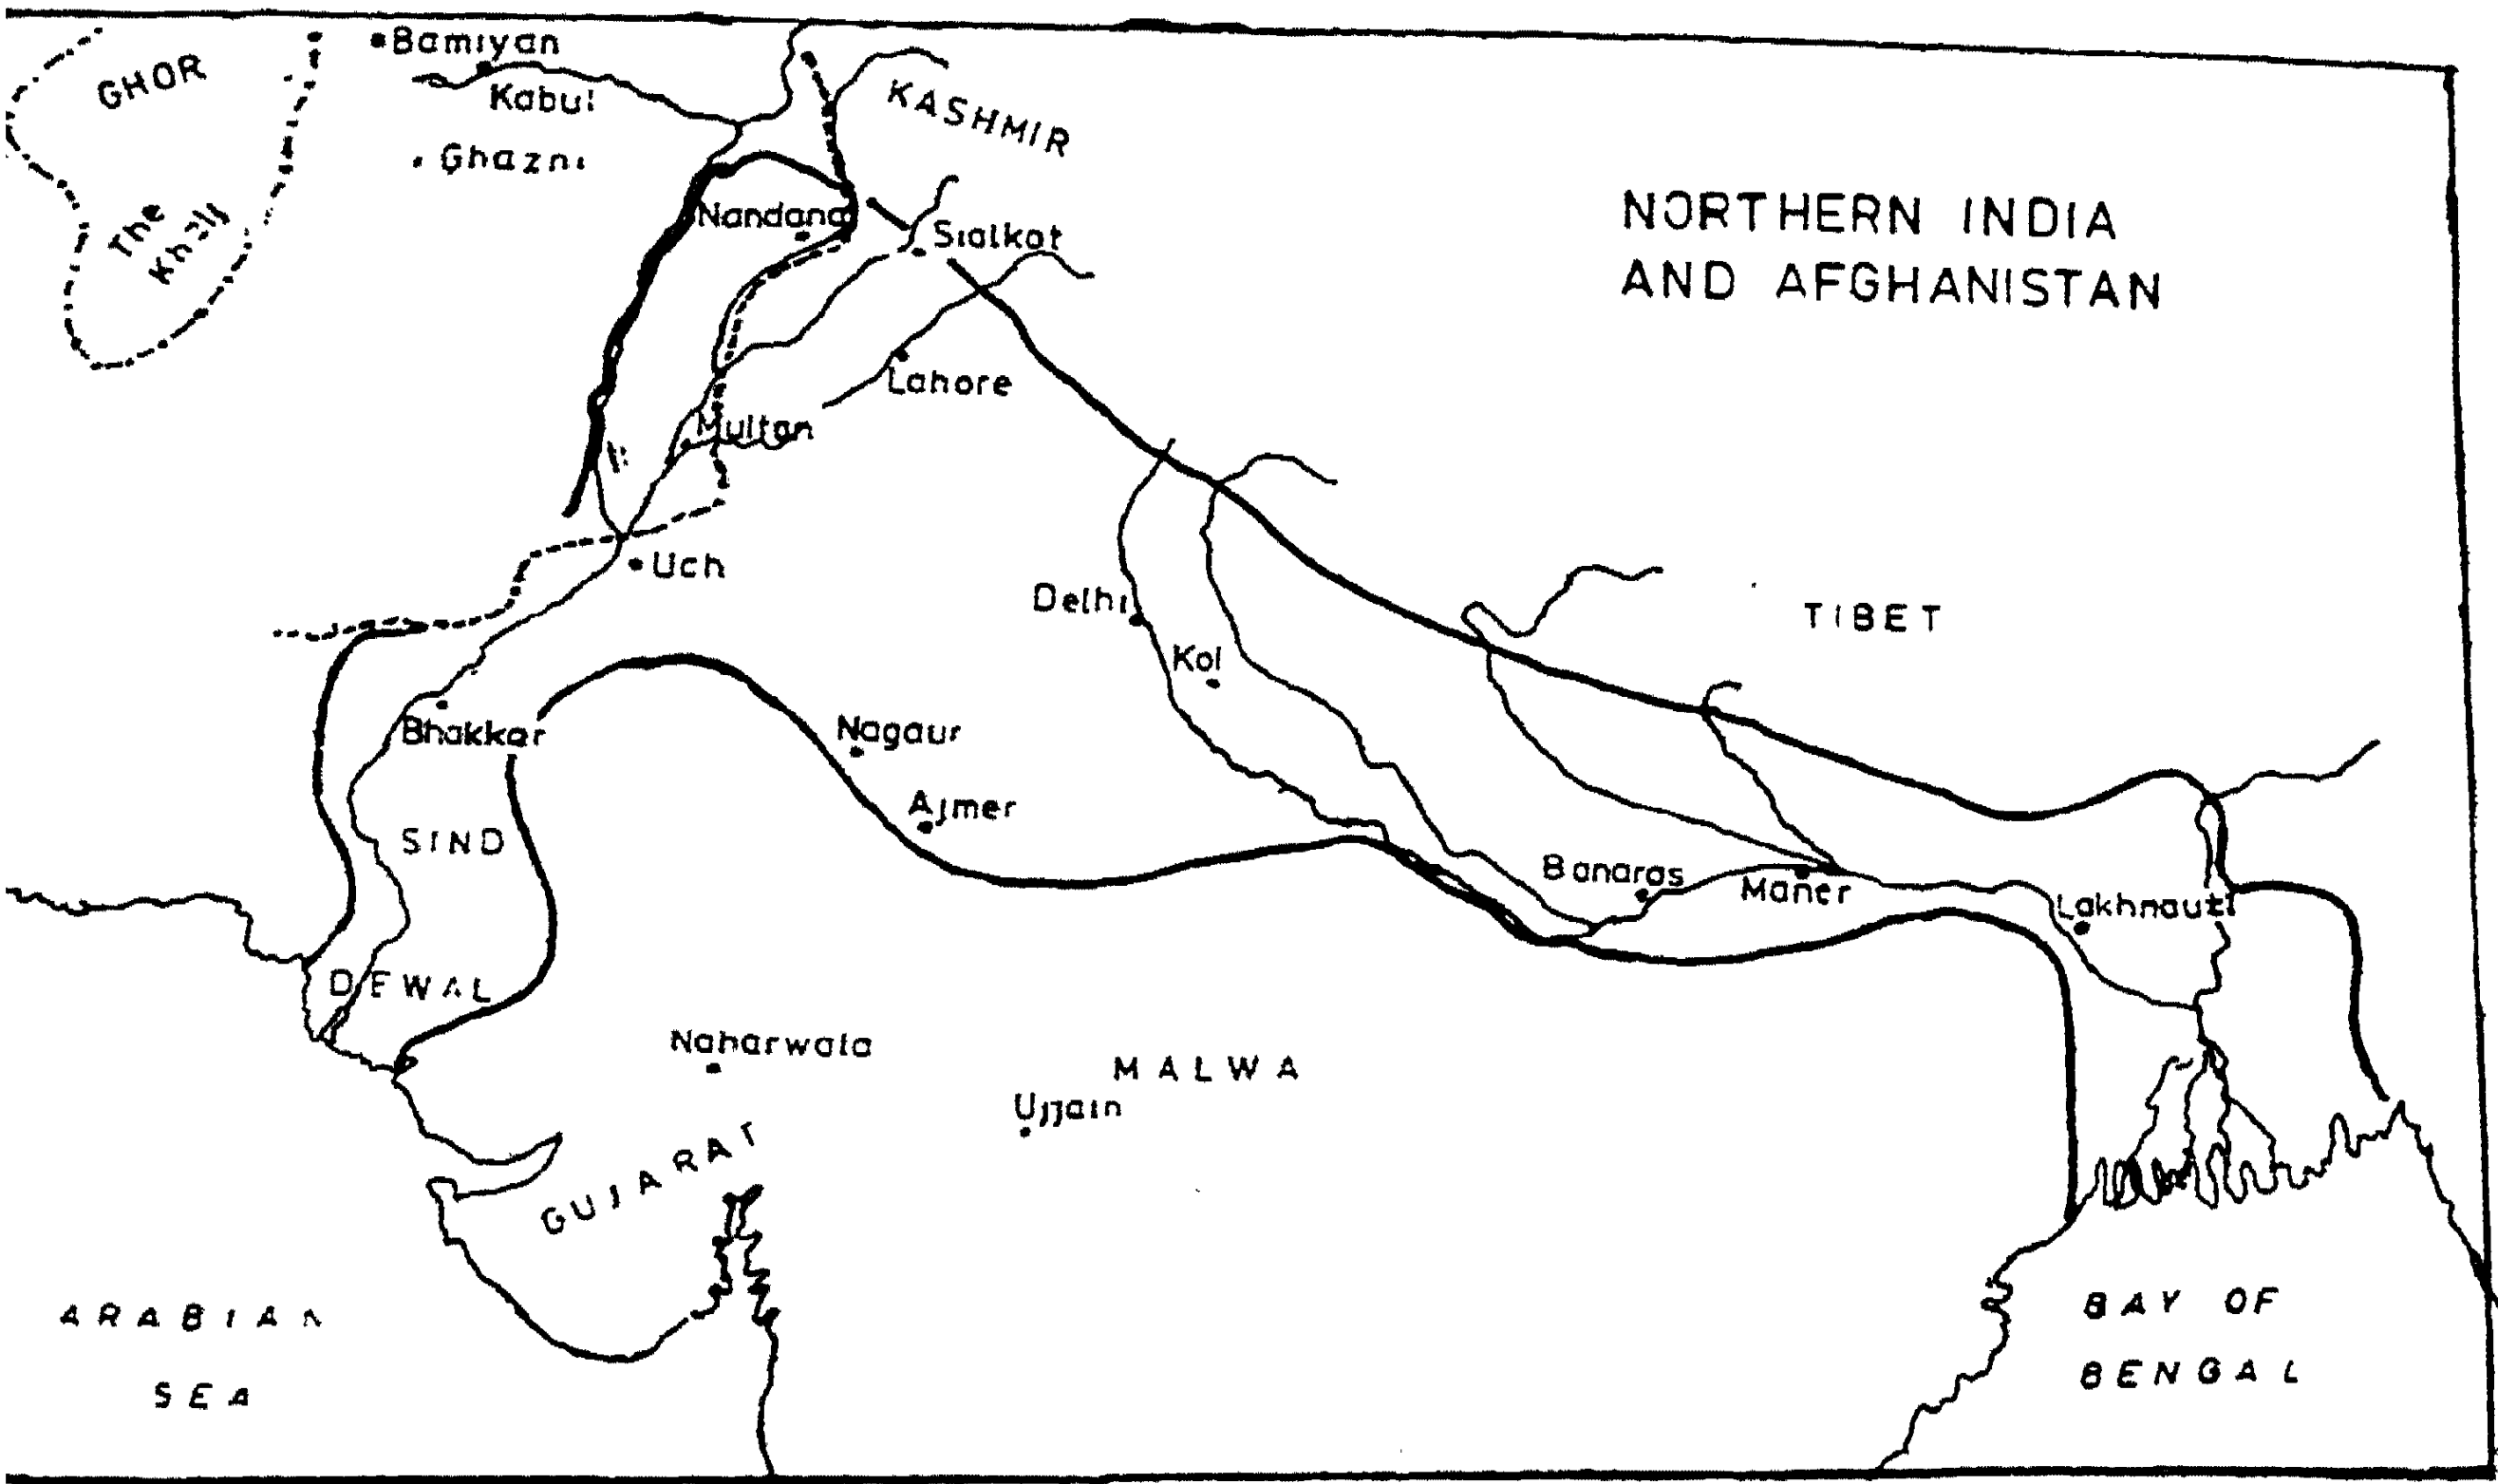 Bamiyan
GHOR
Kabul
KASHMIR
Ghazni
NORTHERN INDIA
AND AFGHANISTAN
The
Nandana
Sialkot
Lahore
Multan
Uch
Delhi
TIBET
Kol
Bhakkar
Nagaur
Ajmer
SIND
Banaras
Maner
Lakhnauti
DEWAL
Naharwala
MALWA
Ujjain
GUJARAT
ARABIAN
SEA
BAY OF
BENGAL